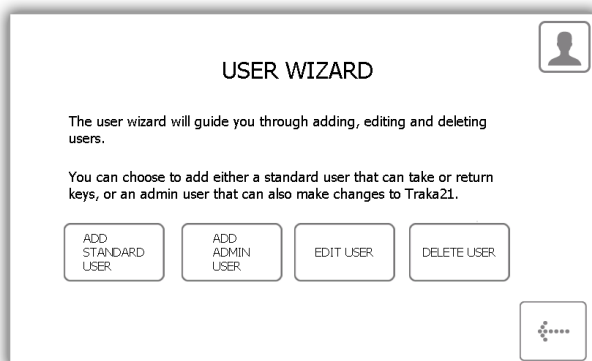 USER WIZARD
The user wizard will guide you through adding, editing and deleting
users.
You can choose to add either a standard user that can take or return
keys, or an admin user that can also make changes to Traka21.
ADD
STANDARD
USER
ADD
ADMIN
USER
EDIT USER
DELETE USER